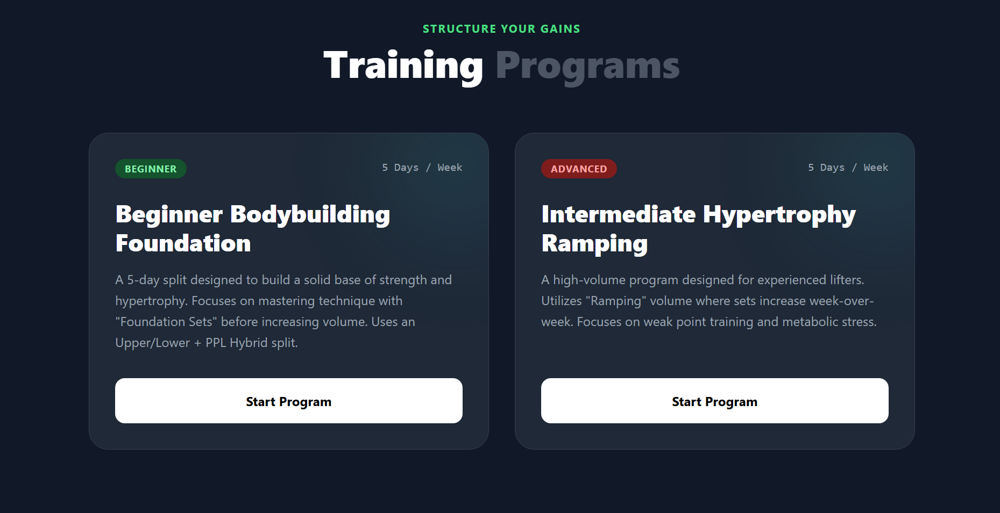 STRUCTURE YOUR GAINS
Training Programs
BEGINNER
5 Days / Week
Beginner Bodybuilding
Foundation
A 5-day split designed to build a solid base of strength and
hypertrophy. Focuses on mastering technique with
"Foundation Sets" before increasing volume. Uses an
Upper/Lower + PPL Hybrid split.
Start Program
ADVANCED
5 Days / Week
Intermediate Hypertrophy
Ramping
A high-volume program designed for experienced lifters.
Utilizes "Ramping" volume where sets increase week-over-
week. Focuses on weak point training and metabolic stress.
Start Program